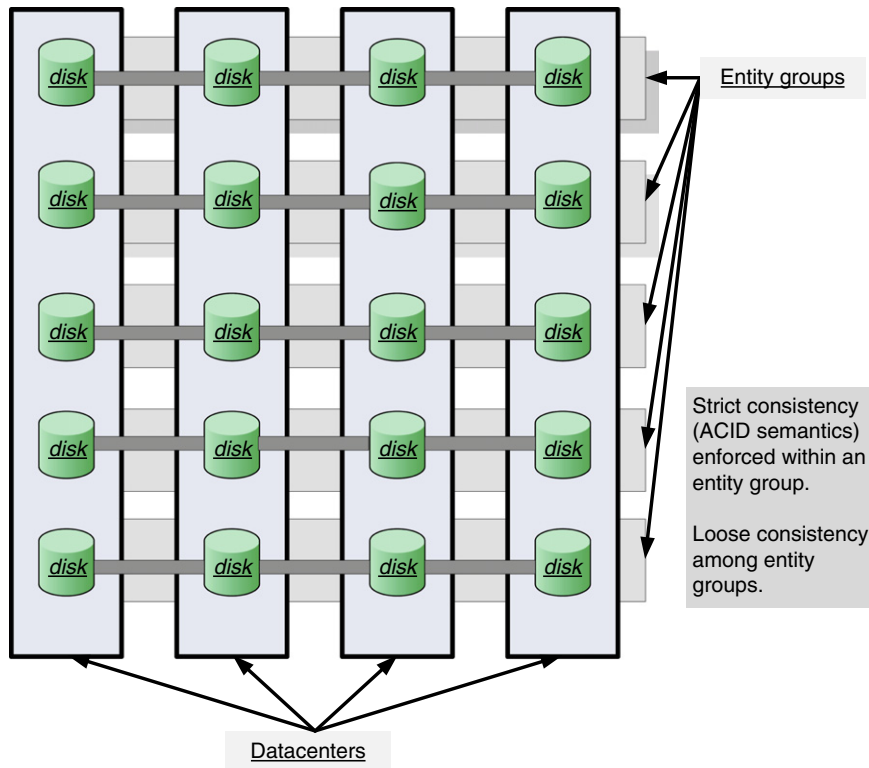 disk disk disk disk
Entity groups
disk disk disk disk
disk disk disk disk
Strict consistency
(ACID semantics)
enforced within an
entity group.
disk disk disk disk
Loose consistency
among entity
groups.
disk disk disk disk
Datacenters